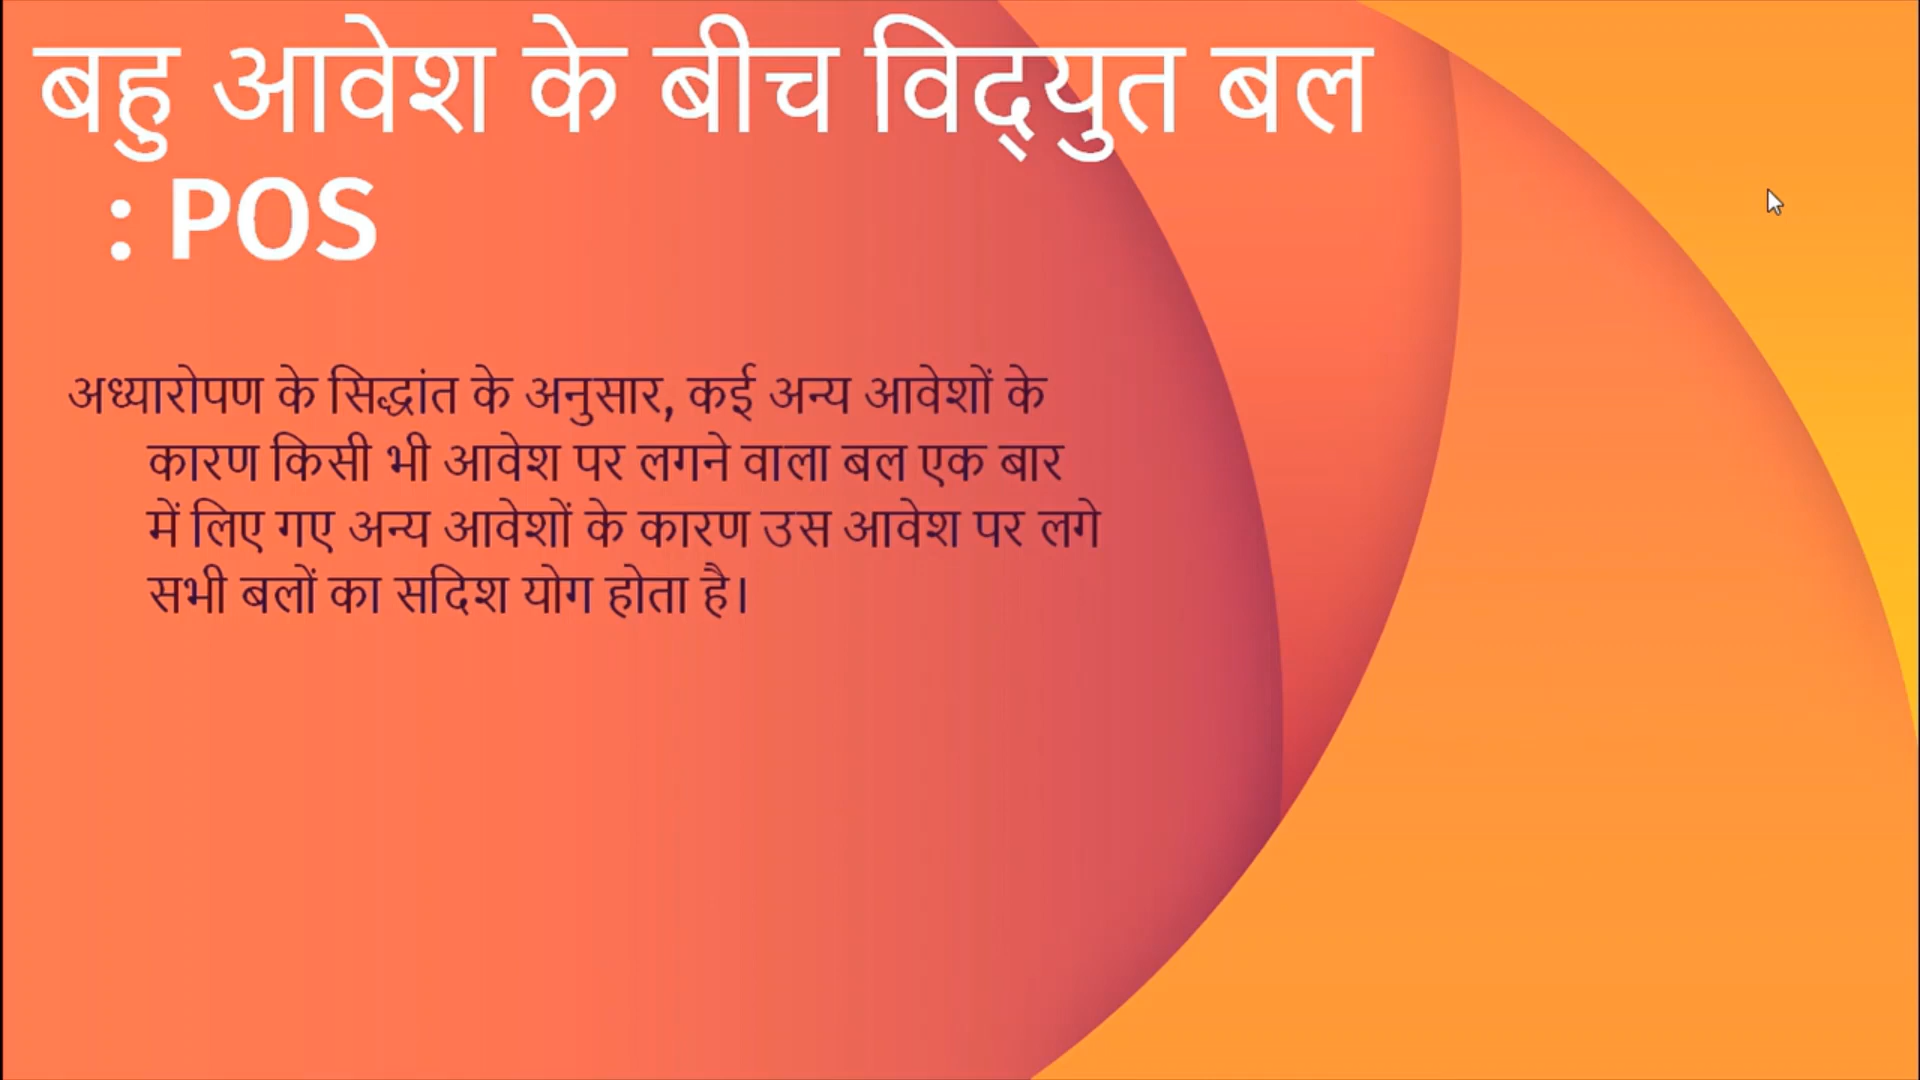 बहु आवेश के बीच विद्‌युत बल
: POS
अध्यारोपण के सिद्धांत के अनुसार, कई अन्य आवेशों के
कारण किसी भी आवेश पर लगने वाला बल एक बार
में लिए गए अन्य आवेशों के कारण उस आवेश पर लगे
सभी बलों का सदिश योग होता है।